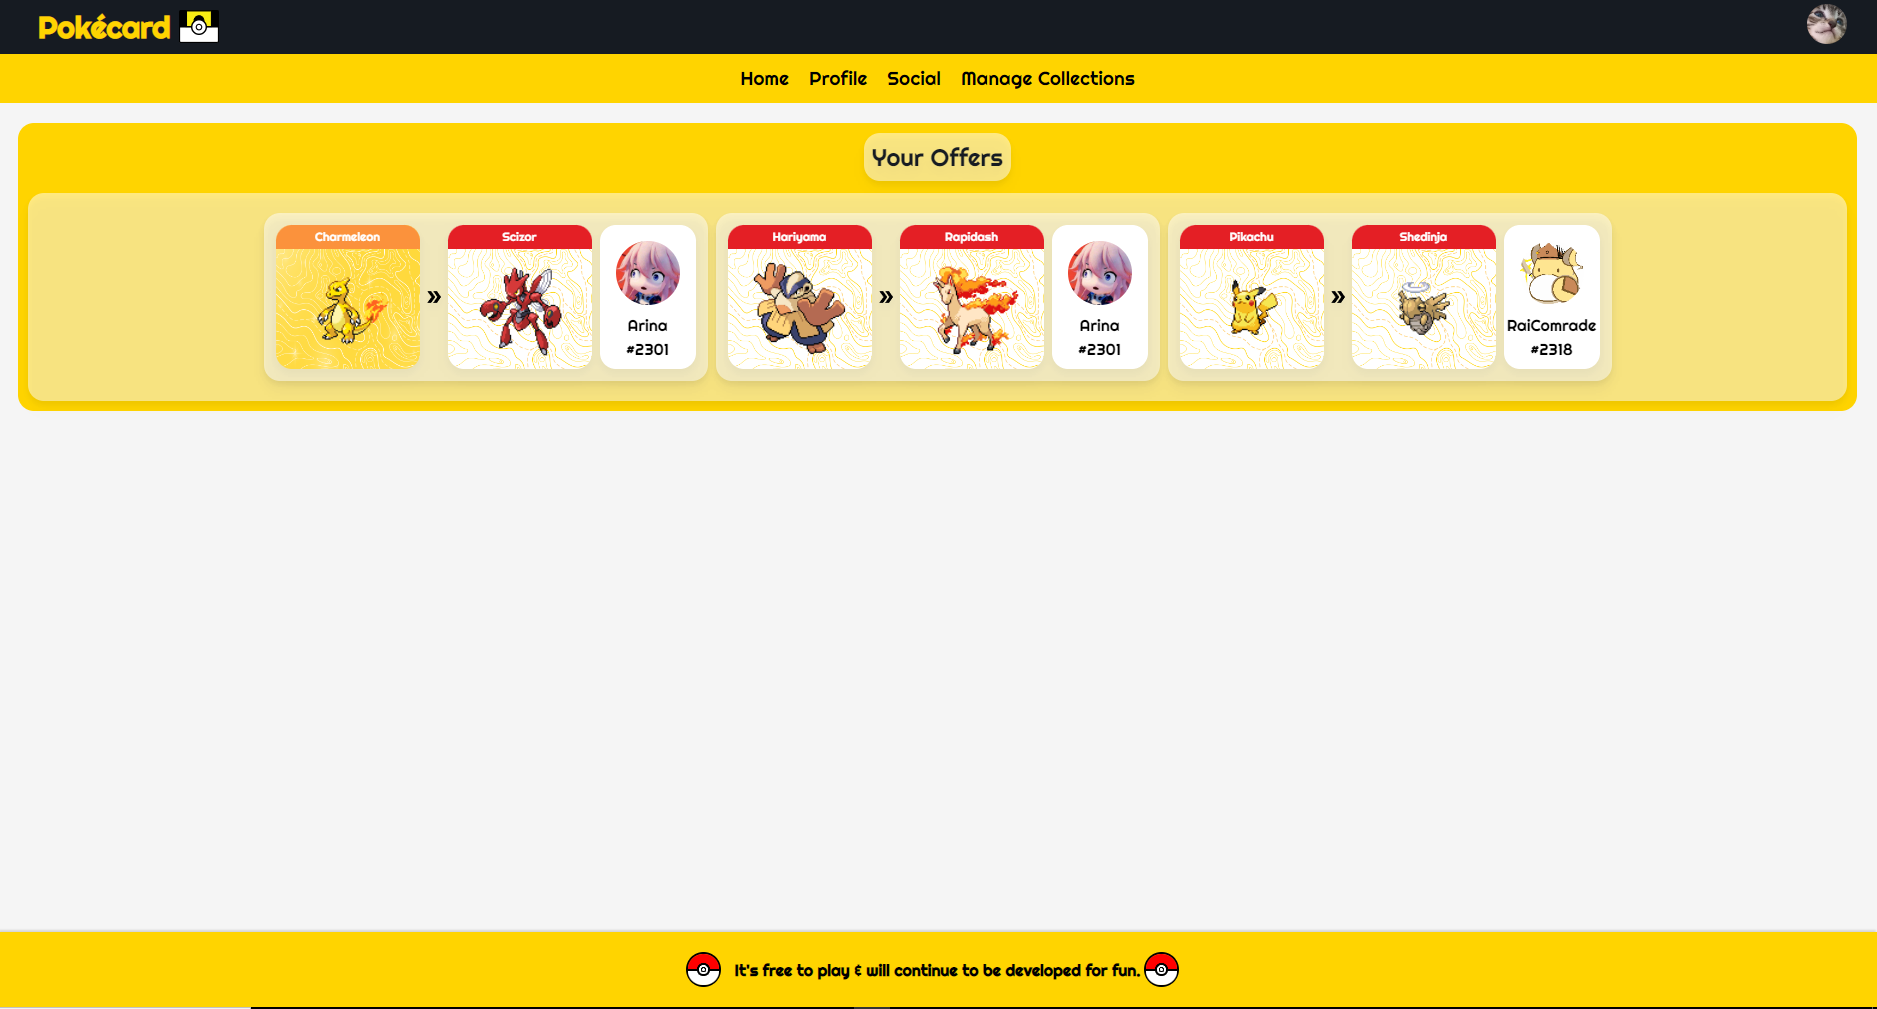 Pokécard
Home Profile Social Manage Collections
Your Offers
Charmeleon
»
Scizor
Arina
#2301
Hariyama
»
Rapidash
Arina
#2301
Pikachu
»
Shedinja
RaiComrade
#2318
It's free to play & will continue to be developed for fun.